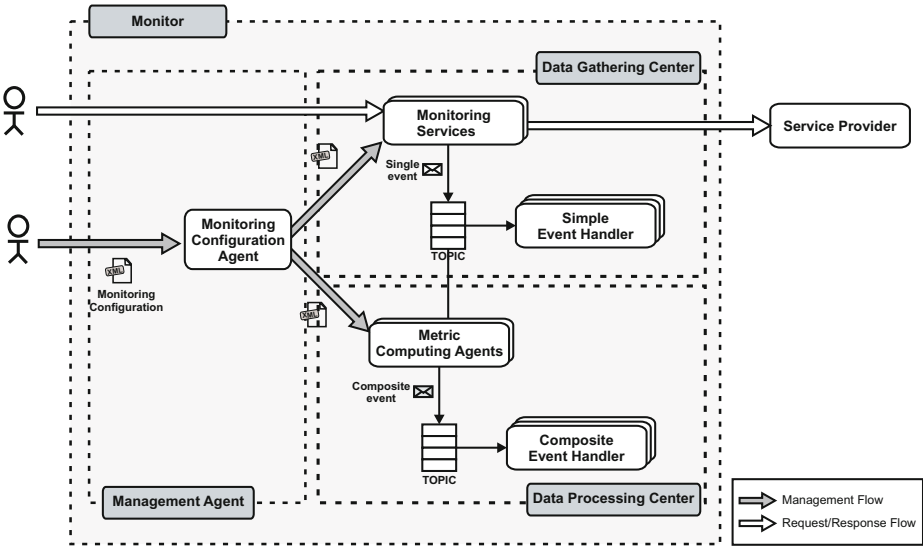 Monitor
Data Gathering Center
Monitoring
Services
Service Provider
XML
Single
event
Monitoring
Configuration
Agent
Simple
Event Handler
TOPIC
XML
Monitoring
Configuration
XML
Metric
Computing Agents
Composite
event
Composite
Event Handler
TOPIC
Management Agent
Data Processing Center
Management Flow
Request/Response Flow